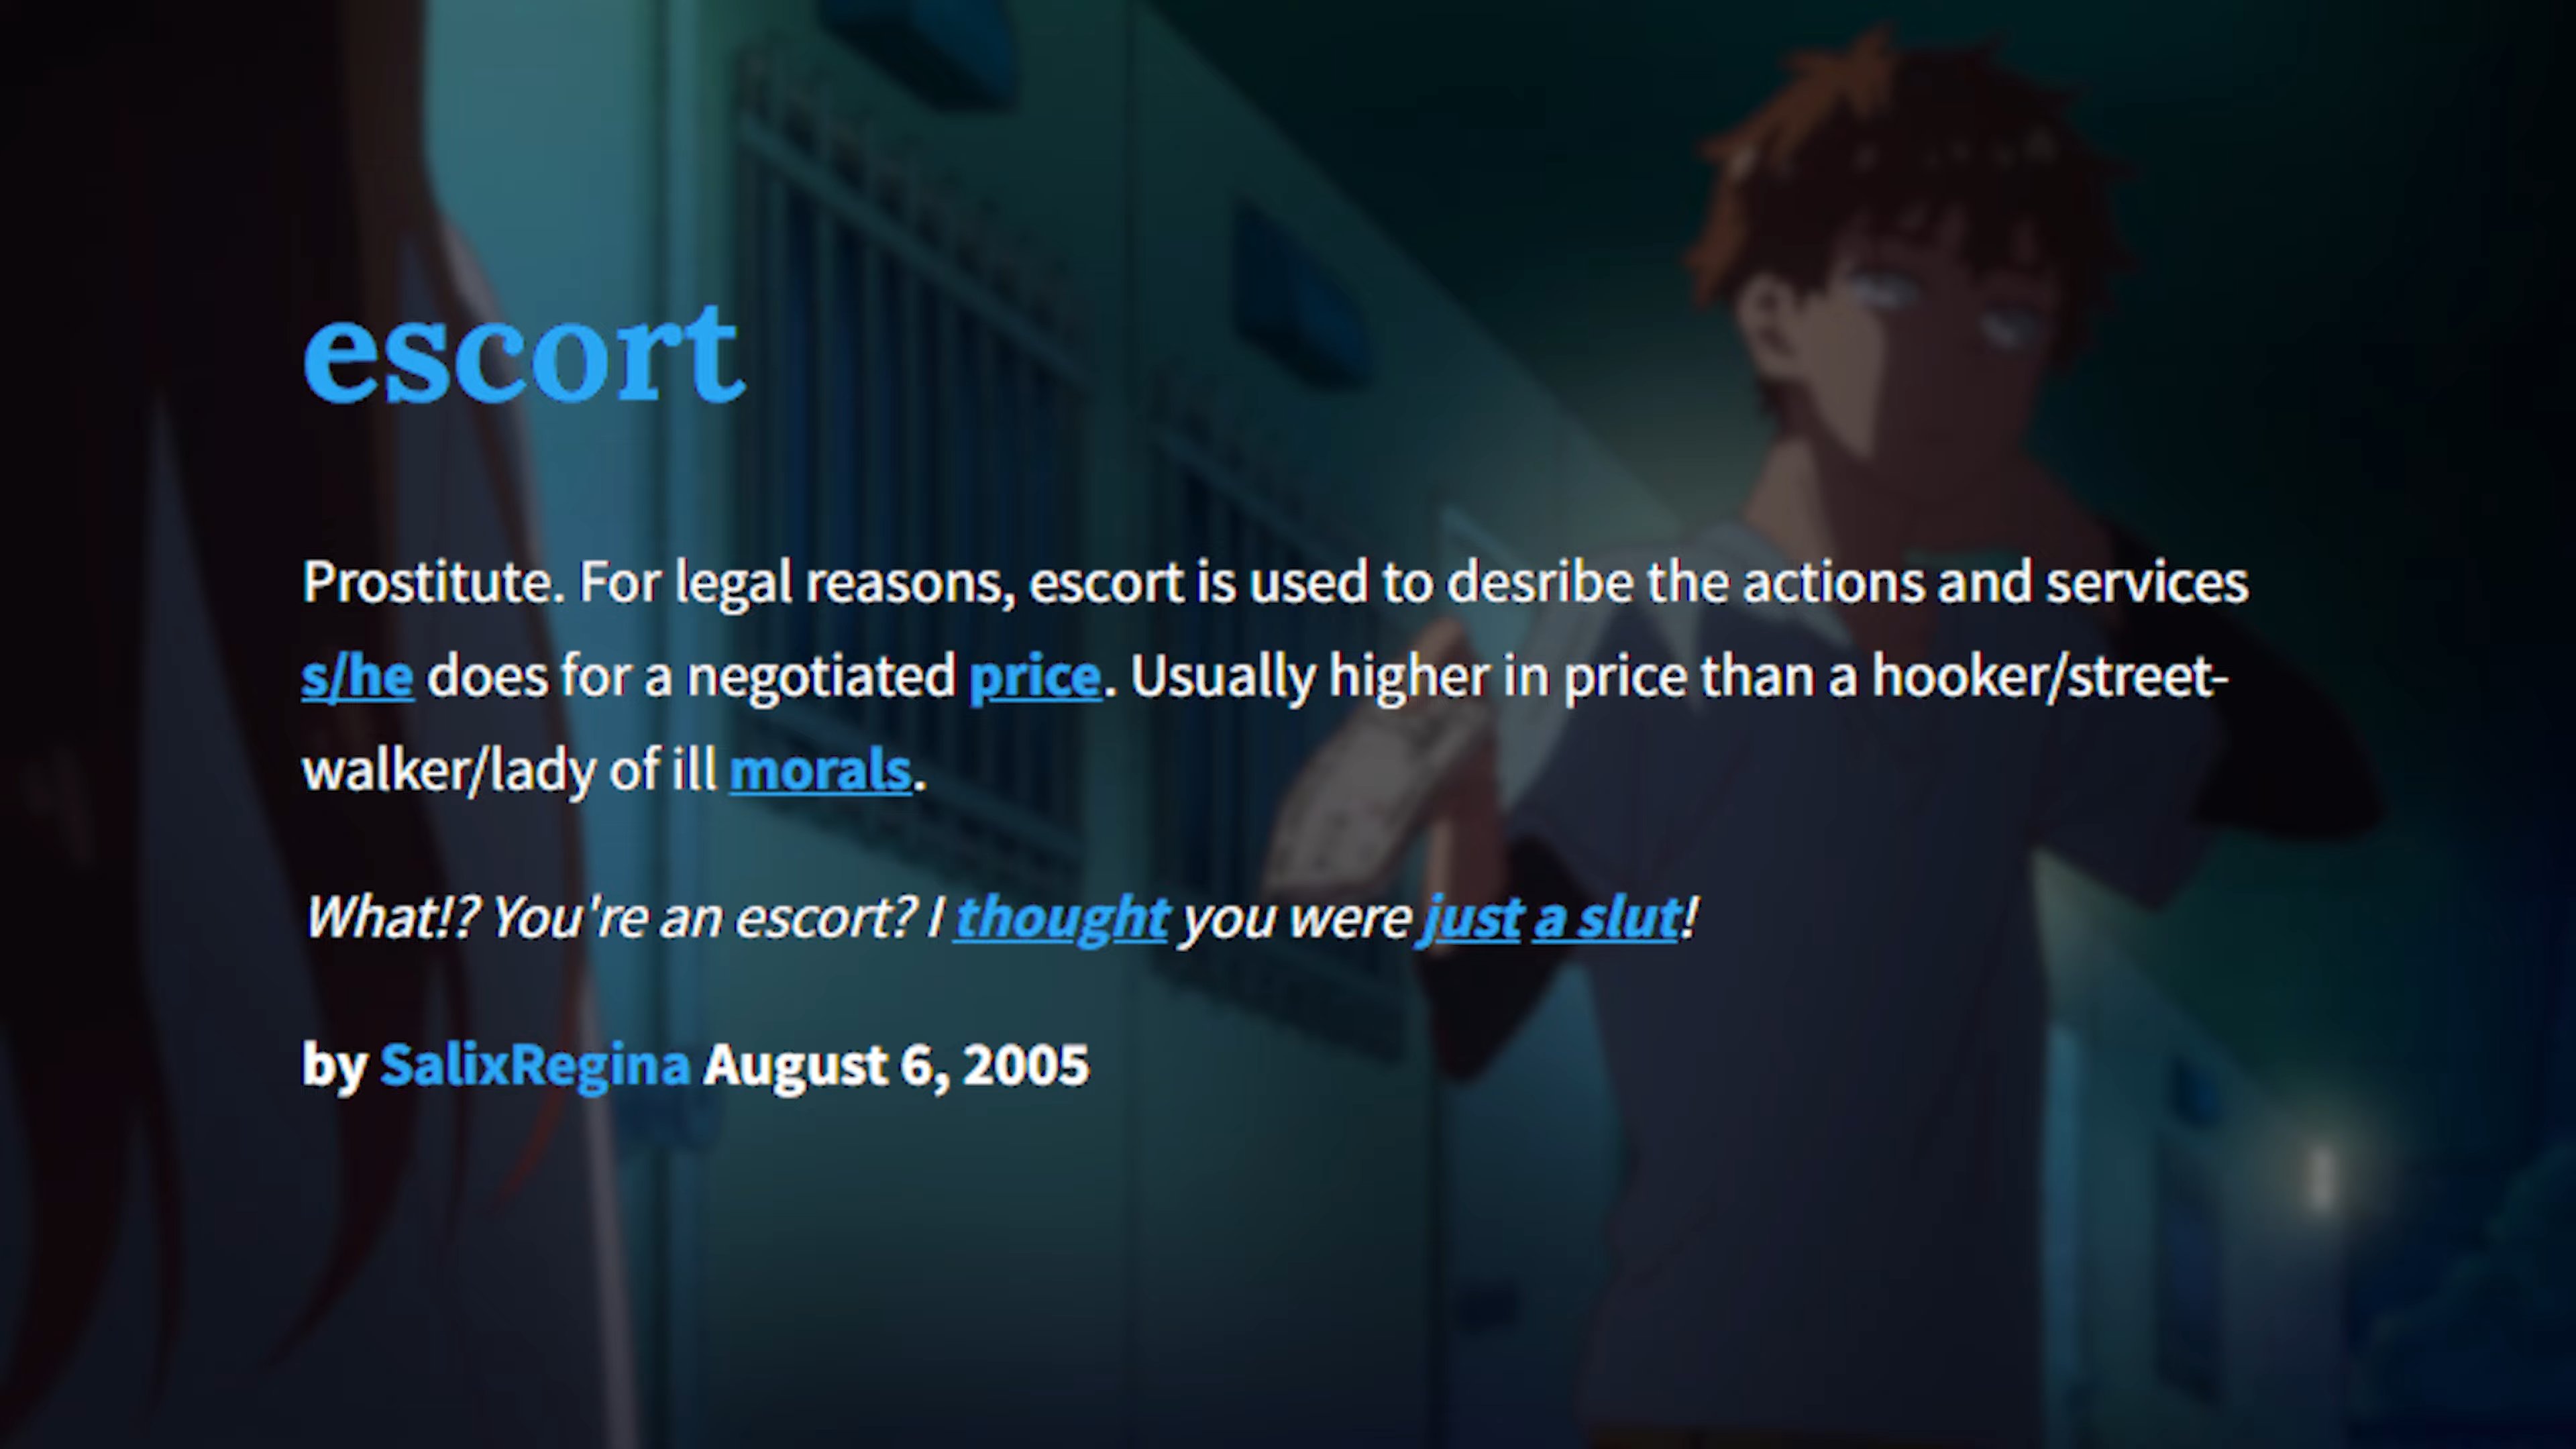 escort
Prostitute. For legal reasons, escort is used to desribe the actions and services
s/he does for a negotiated price. Usually higher in price than a hooker/street-
walker/lady of ill morals.
What!? You're an escort? I thought you were just a slut!
by SalixRegina August 6, 2005